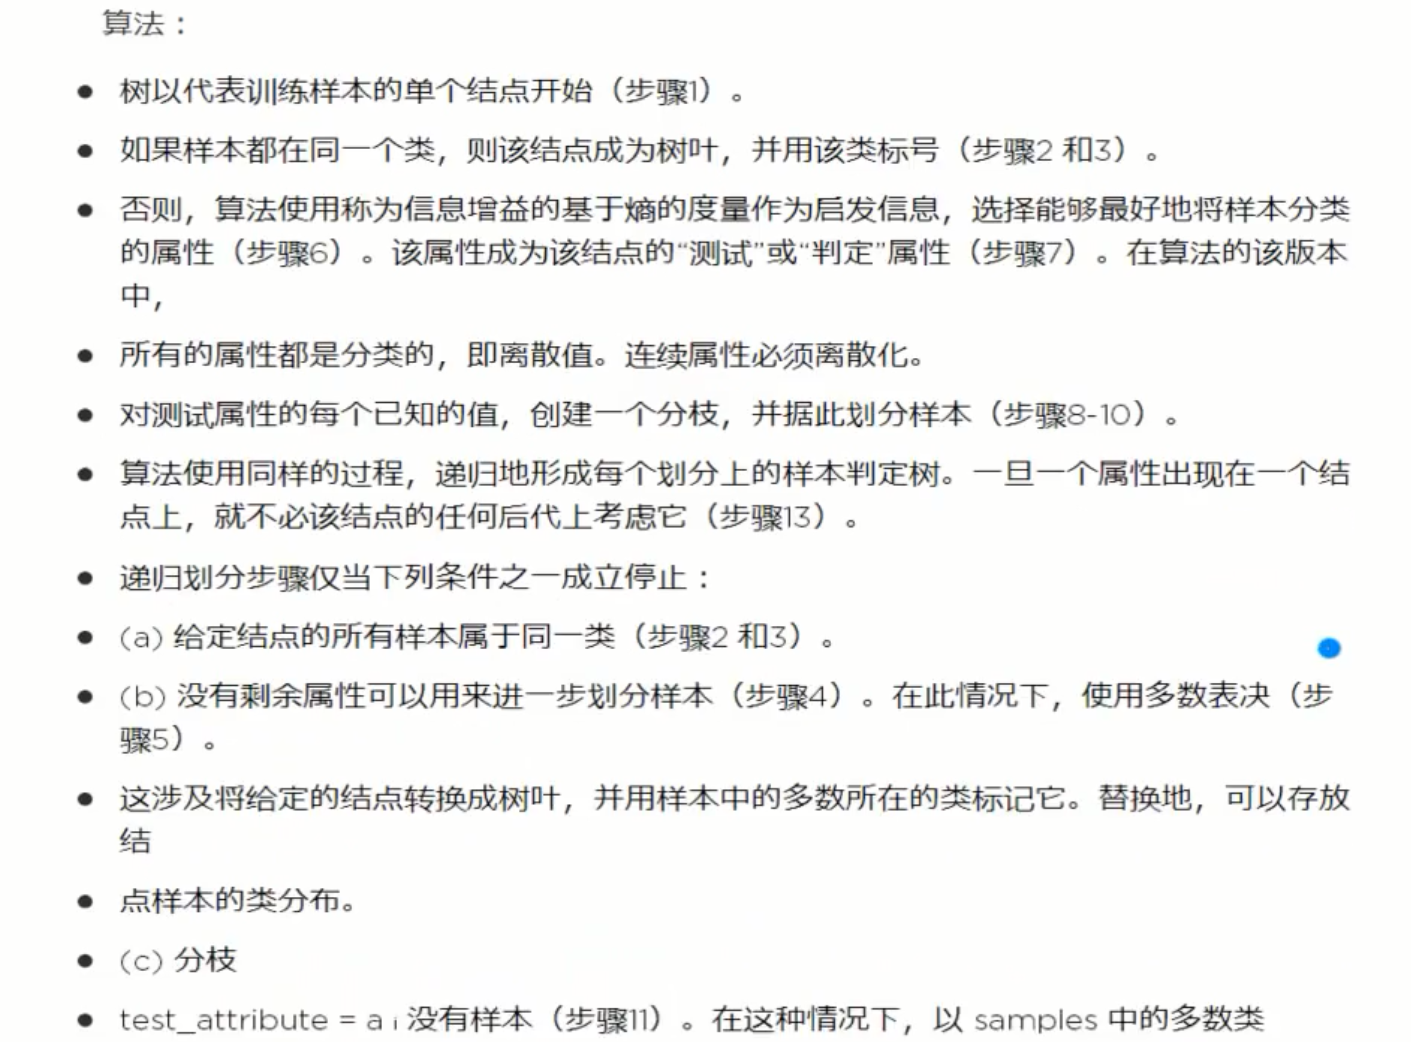 算法：
● 树以代表训练样本的单个结点开始（步骤1）。
● 如果样本都在同一个类，则该结点成为树叶，并用该类标号（步骤2 和3）。
● 否则，算法使用称为信息增益的基于熵的度量作为启发信息，选择能够最好地将样本分类
的属性（步骤6）。该属性成为该结点的“测试”或“判定”属性（步骤7）。在算法的该版本
中，
● 所有的属性都是分类的，即离散值。连续属性必须离散化。
● 对测试属性的每个已知的值，创建一个分枝，并据此划分样本（步骤8-10）。
● 算法使用同样的过程，递归地形成每个划分上的样本判定树。一旦一个属性出现在一个结
点上，就不必该结点的任何后代上考虑它（步骤13）。
● 递归划分步骤仅当下列条件之一成立停止：
● (a) 给定结点的所有样本属于同一类（步骤2 和3）。
● (b) 没有剩余属性可以用来进一步划分样本（步骤4）。在此情况下，使用多数表决（步
骤5）。
● 这涉及将给定的结点转换成树叶，并用样本中的多数所在的类标记它。替换地，可以存放
结
● 点样本的类分布。
● (c) 分枝
● test_attribute = a i 没有样本（步骤11）。在这种情况下，以 samples 中的多数类